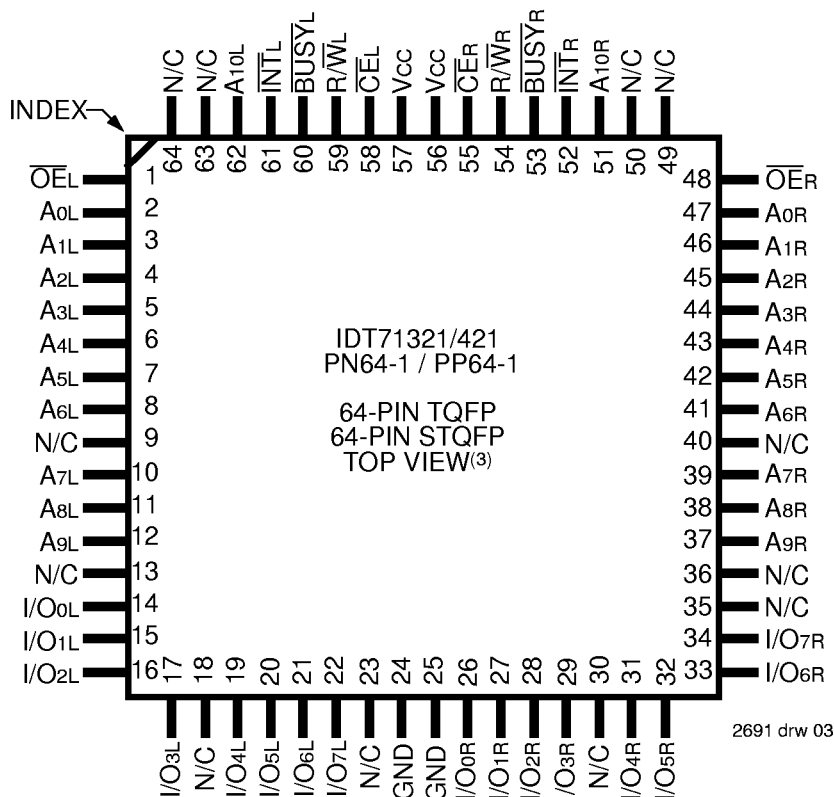 N/C N/C A10L INTL BUSYL R/WL CEL VCC VCC CER R/WR BUSYR INTR A10R N/C N/C
INDEX
64 63 62 61 60 59 58 57 56 55 54 53 52 51 50 49
OEL 1 48 OER
A0L 2 47 A0R
A1L 3 46 A1R
A2L 4 45 A2R
A3L 5 44 A3R
A4L 6 43 A4R
A5L 7 42 A5R
A6L 8 41 A6R
N/C 9 40 N/C
A7L 10 39 A7R
A8L 11 38 A8R
A9L 12 37 A9R
N/C 13 36 N/C
I/O0L 14 35 N/C
I/O1L 15 34 I/O7R
I/O2L 16 33 I/O6R
IDT71321/421
PN64-1 / PP64-1
64-PIN TQFP
64-PIN STQFP
TOP VIEW(3)
17 18 19 20 21 22 23 24 25 26 27 28 29 30 31 32
I/O3L N/C I/O4L I/O5L I/O6L I/O7L N/C GND GND I/O0R I/O1R I/O2R I/O3R N/C I/O4R I/O5R
2691 drw 03